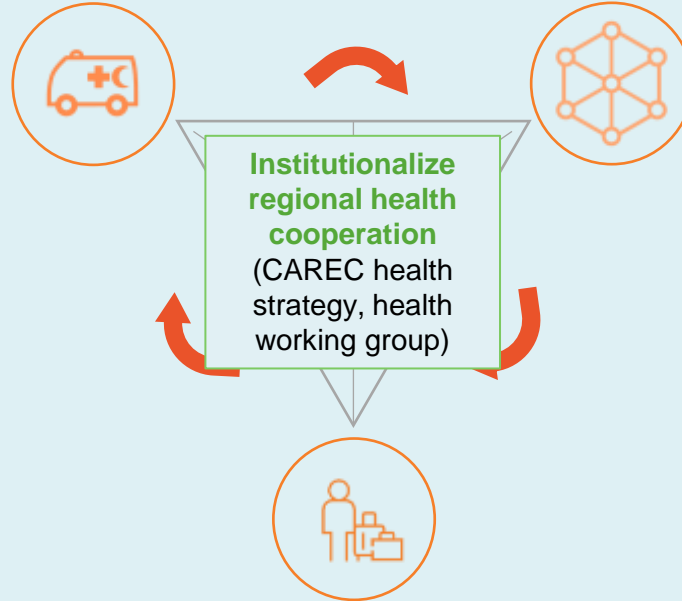 Institutionalize
regional health
cooperation
(CAREC health
strategy, health
working group)